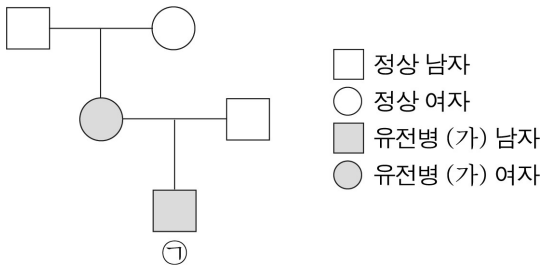 정상 남자
정상 여자
유전병 (가) 남자
유전병 (가) 여자
㉠